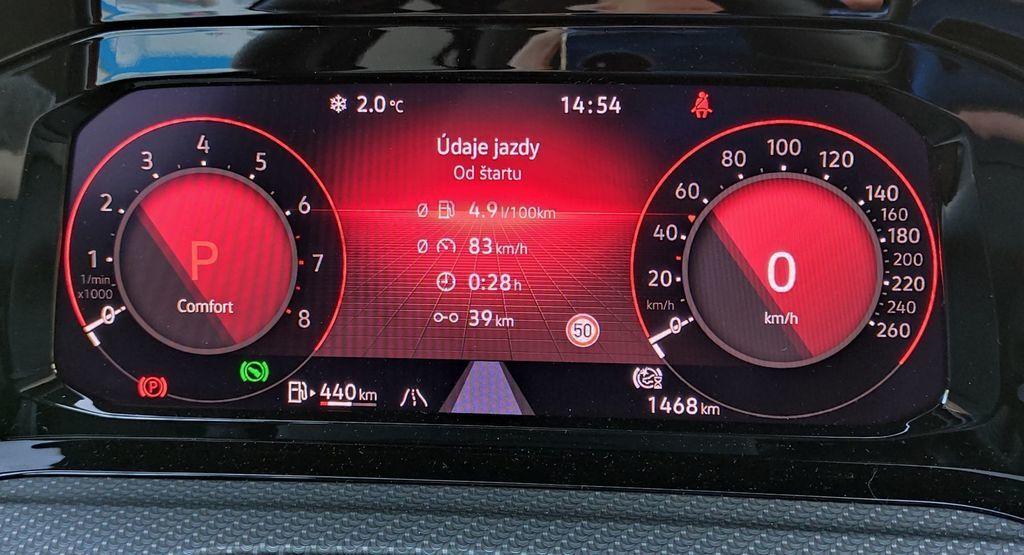 2.0 °C
14:54
Údaje jazdy
Od štartu
Ø 4.9 l/100km
Ø 83 km/h
0:28 h
39 km
0 1 2 3 4 5 6 7 8
1/min
x1000
P
Comfort
0 20 40 60 80 100 120 140 160 180 200 220 240 260
km/h
0
km/h
50
P
440 km
1468 km